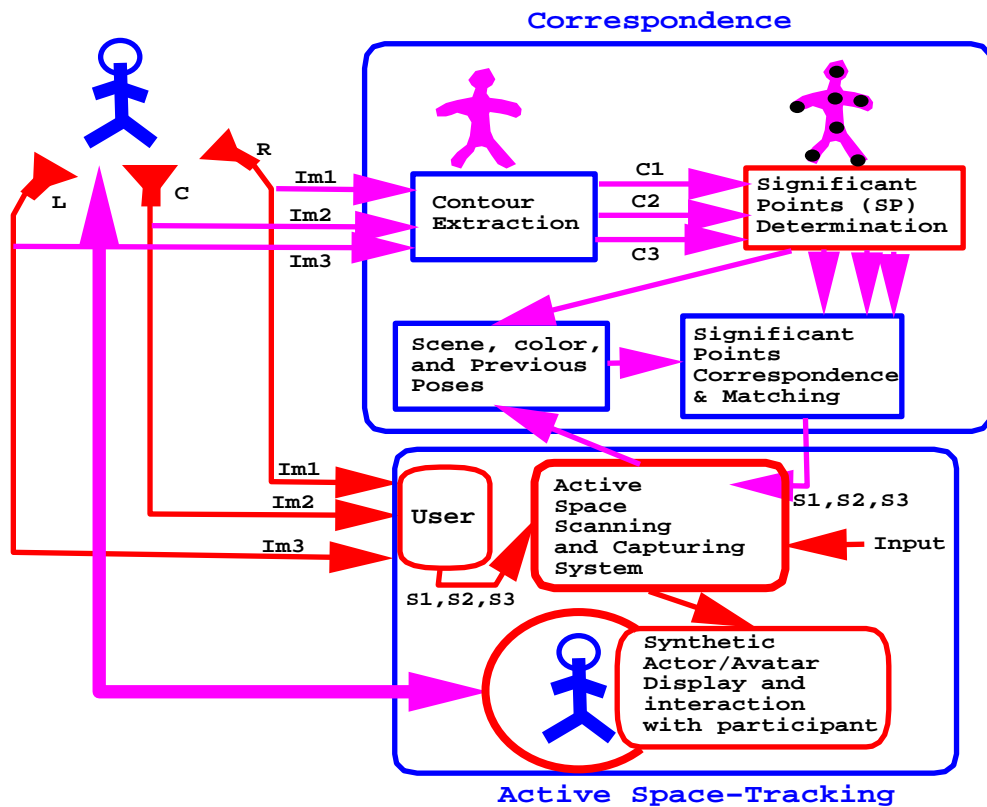 Correspondence
R
L
C
Im1
Im2
Im3
Contour
Extraction
C1
C2
C3
Significant
Points (SP)
Determination
Scene, color,
and Previous
Poses
Significant
Points
Correspondence
& Matching
Im1
Im2
Im3
User
S1,S2,S3
Active
Space
Scanning
and Capturing
System
S1,S2,S3
Input
Synthetic
Actor/Avatar
Display and
interaction
with participant
Active Space-Tracking